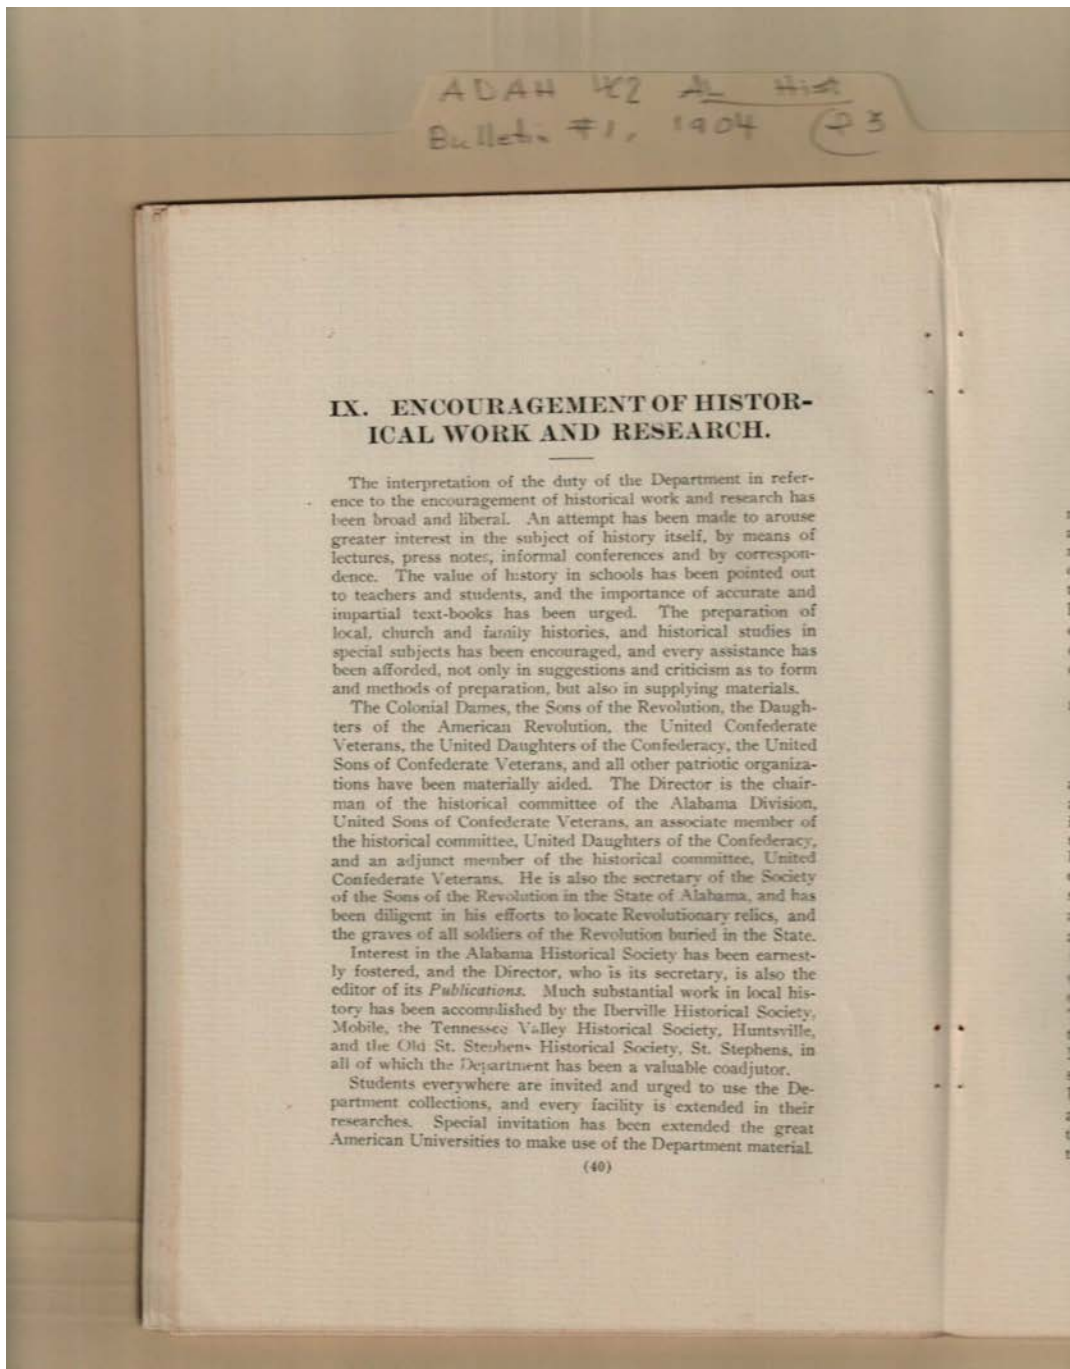 ADAH 42 AL Hist
Bulletin #1, 1904 P3
IX. ENCOURAGEMENT OF HISTOR-
ICAL WORK AND RESEARCH.
The interpretation of the duty of the Department in refer-
ence to the encouragement of historical work and research has
been broad and liberal. An attempt has been made to arouse
greater interest in the subject of history itself, by means of
lectures, press notes, informal conferences and by correspon-
dence. The value of history in schools has been pointed out
to teachers and students, and the importance of accurate and
impartial text-books has been urged. The preparation of
local, church and family histories, and historical studies in
special subjects has been encouraged, and every assistance has
been afforded, not only in suggestions and criticism as to form
and methods of preparation, but also in supplying materials.
The Colonial Dames, the Sons of the Revolution, the Daugh-
ters of the American Revolution, the United Confederate
Veterans, the United Daughters of the Confederacy, the United
Sons of Confederate Veterans, and all other patriotic organiza-
tions have been materially aided. The Director is the chair-
man of the historical committee of the Alabama Division,
United Sons of Confederate Veterans, an associate member of
the historical committee, United Daughters of the Confederacy,
and an adjunct member of the historical committee, United
Confederate Veterans. He is also the secretary of the Society
of the Sons of the Revolution in the State of Alabama, and has
been diligent in his efforts to locate Revolutionary relics, and
the graves of all soldiers of the Revolution buried in the State.
Interest in the Alabama Historical Society has been earnest-
ly fostered, and the Director, who is its secretary, is also the
editor of its Publications. Much substantial work in local his-
tory has been accomplished by the Iberville Historical Society,
Mobile, the Tennessee Valley Historical Society, Huntsville,
and the Old St. Stephens Historical Society, St. Stephens, in
all of which the Department has been a valuable coadjutor.
Students everywhere are invited and urged to use the De-
partment collections, and every facility is extended in their
researches. Special invitation has been extended the great
American Universities to make use of the Department material.
(40)